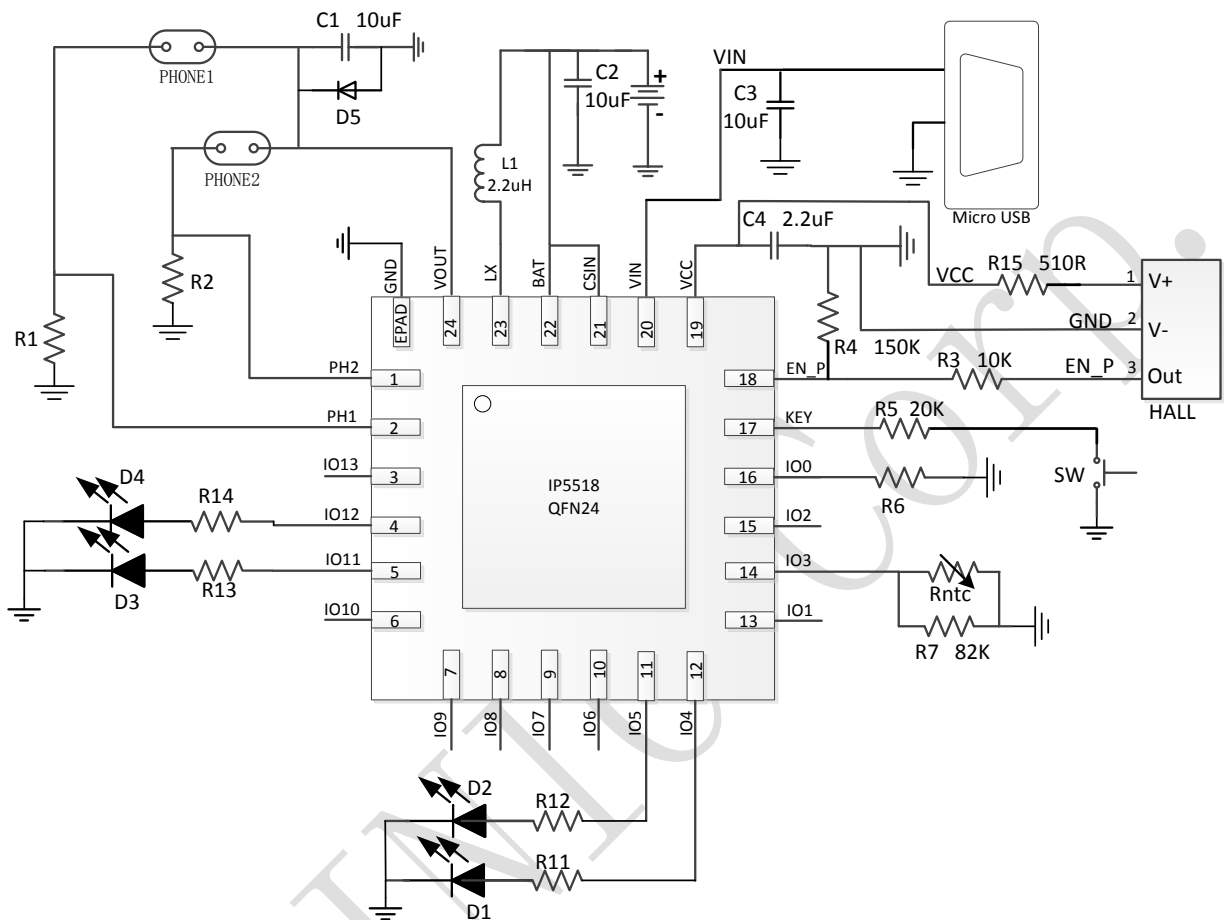 C1 10uF
PHONE1
D5
PHONE2
C2
10uF
+
-
VIN
C3
10uF
Micro USB
L1
2.2uH
C4 2.2uF
R2
R1
GND
VOUT
LX
BAT
CSIN
VIN
VCC
EPAD
24
23
22
21
20
19
VCC
R15 510R
1
V+
GND
2
V-
R4 150K
R3 10K
EN_P
3
Out
HALL
PH2
1
18
EN_P
PH1
2
17
KEY
R5 20K
SW
IO13
3
16
IO0
R6
IP5518
QFN24
D4
R14
IO12
4
15
IO2
D3
R13
IO11
5
14
IO3
Rntc
IO10
6
13
IO1
R7 82K
7
8
9
10
11
12
IO9
IO8
IO7
IO6
IO5
IO4
D2
R12
R11
D1
INIC Corp.